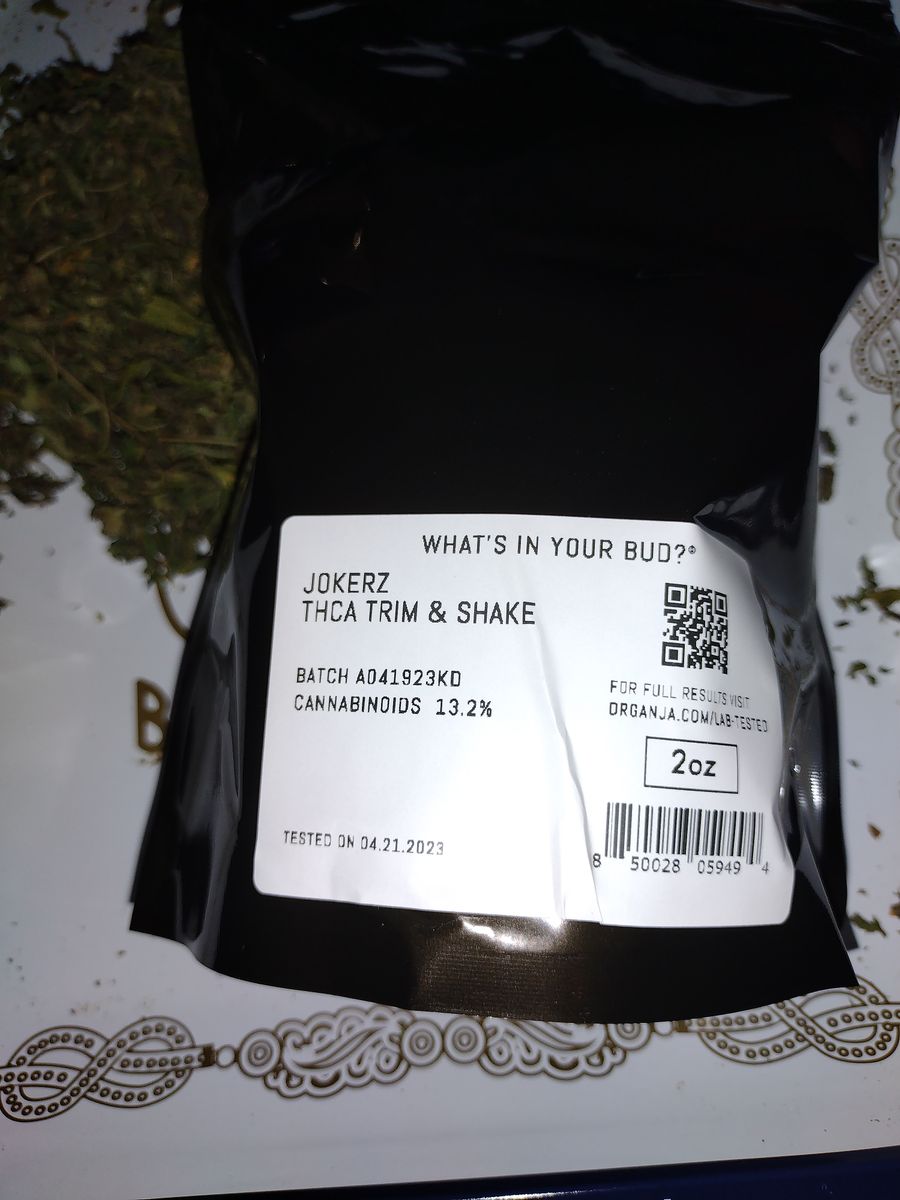 WHAT'S IN YOUR BUD?®
JOKERZ
THCA TRIM & SHAKE
BATCH A041923KD
CANNABINOIDS 13.2%
TESTED ON 04.21.2023
FOR FULL RESULTS VISIT
DRGANJA.COM/LAB-TESTED
2oz
8 50028 05949 4
B